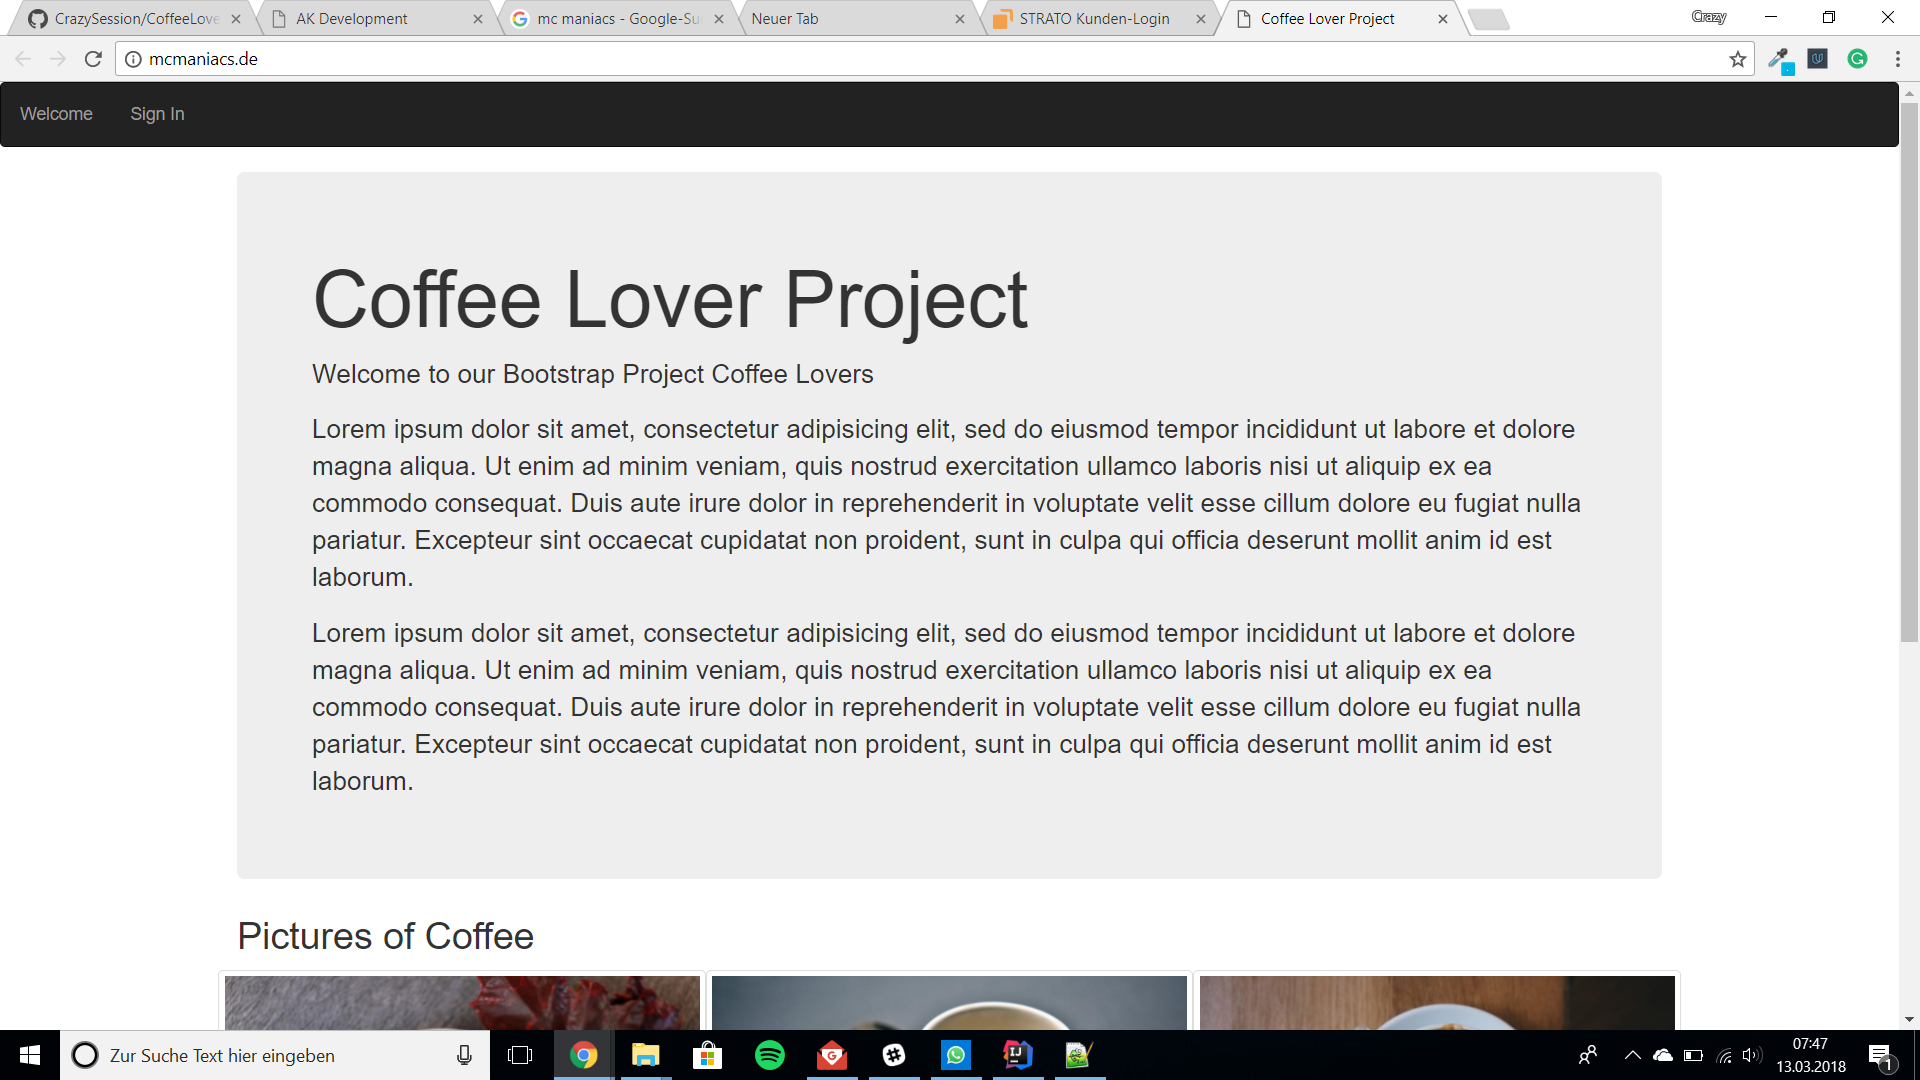 CrazySession/CoffeeLove
AK Development
mc maniacs - Google-Su
Neuer Tab
STRATO Kunden-Login
Coffee Lover Project
Crazy
mcmaniacs.de
Welcome
Sign In
Coffee Lover Project
Welcome to our Bootstrap Project Coffee Lovers
Lorem ipsum dolor sit amet, consectetur adipisicing elit, sed do eiusmod tempor incididunt ut labore et dolore
magna aliqua. Ut enim ad minim veniam, quis nostrud exercitation ullamco laboris nisi ut aliquip ex ea
commodo consequat. Duis aute irure dolor in reprehenderit in voluptate velit esse cillum dolore eu fugiat nulla
pariatur. Excepteur sint occaecat cupidatat non proident, sunt in culpa qui officia deserunt mollit anim id est
laborum.
Lorem ipsum dolor sit amet, consectetur adipisicing elit, sed do eiusmod tempor incididunt ut labore et dolore
magna aliqua. Ut enim ad minim veniam, quis nostrud exercitation ullamco laboris nisi ut aliquip ex ea
commodo consequat. Duis aute irure dolor in reprehenderit in voluptate velit esse cillum dolore eu fugiat nulla
pariatur. Excepteur sint occaecat cupidatat non proident, sunt in culpa qui officia deserunt mollit anim id est
laborum.
Pictures of Coffee
Zur Suche Text hier eingeben
07:47
13.03.2018
1